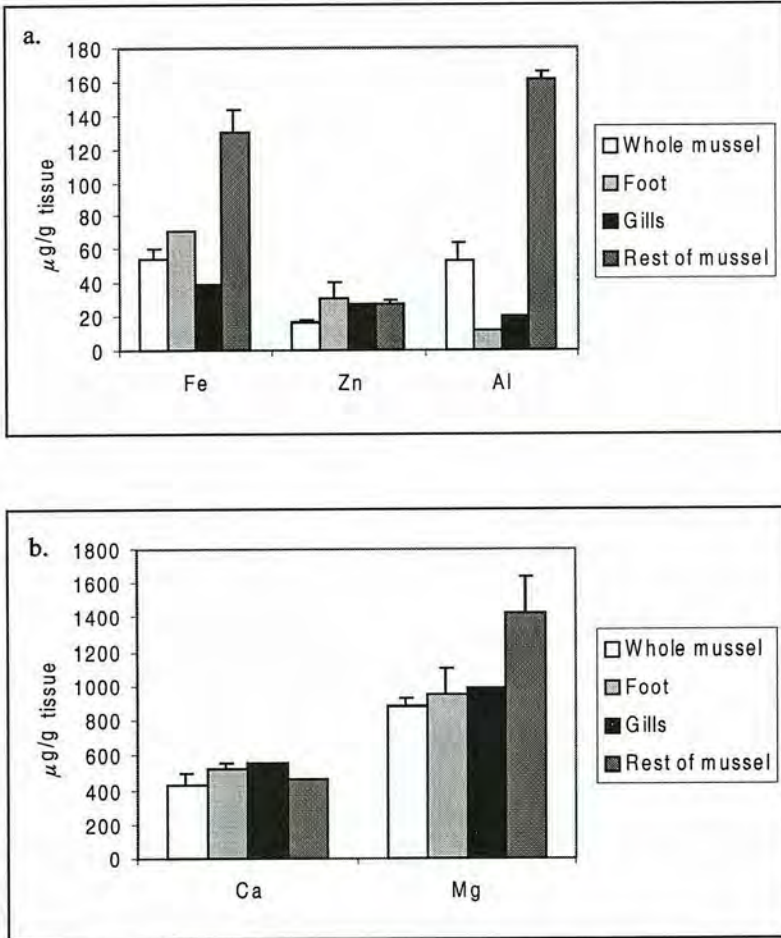 a.
180
160
140
120
100
80
60
40
20
0
μg/g tissue
Fe Zn Al
Whole mussel
Foot
Gills
Rest of mussel
b.
1800
1600
1400
1200
1000
800
600
400
200
0
μg/g tissue
Ca Mg
Whole mussel
Foot
Gills
Rest of mussel